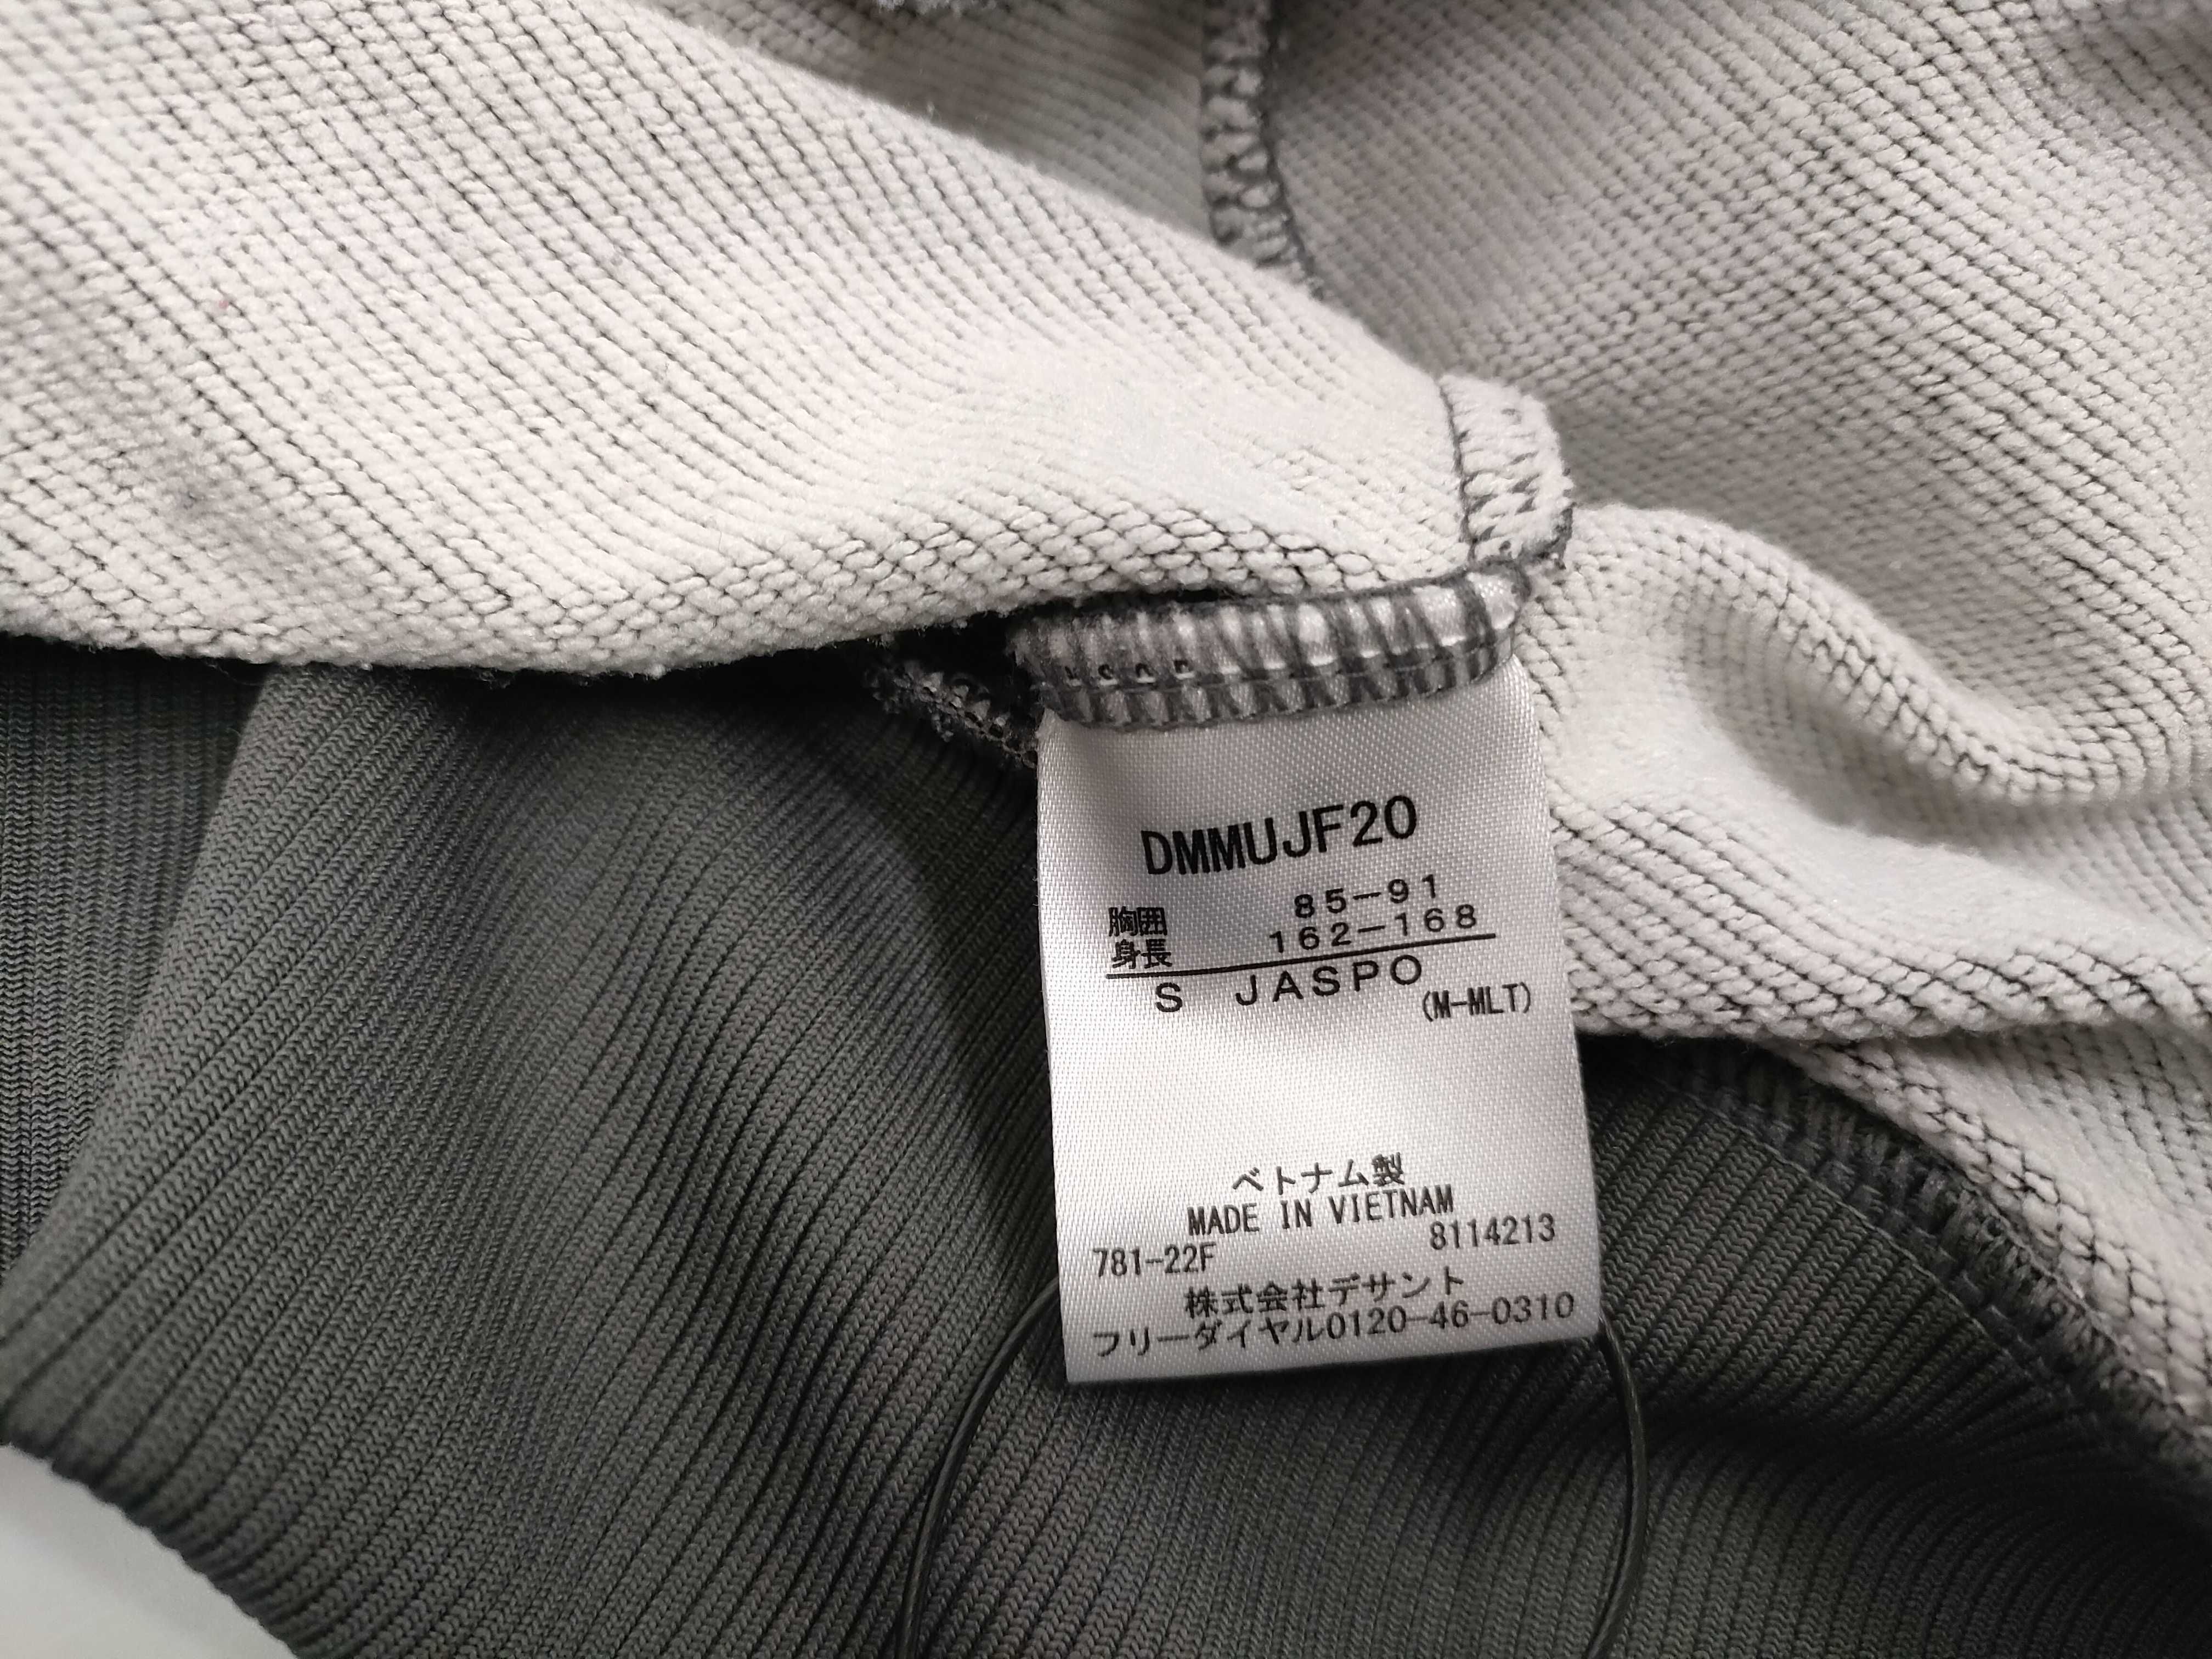 DMMUJF20
胸囲 85-91
身長 162-168
S JASPO
(M-MLT)
ベトナム製
MADE IN VIETNAM
781-22F 8114213
株式会社デサント
フリーダイヤル0120-46-0310